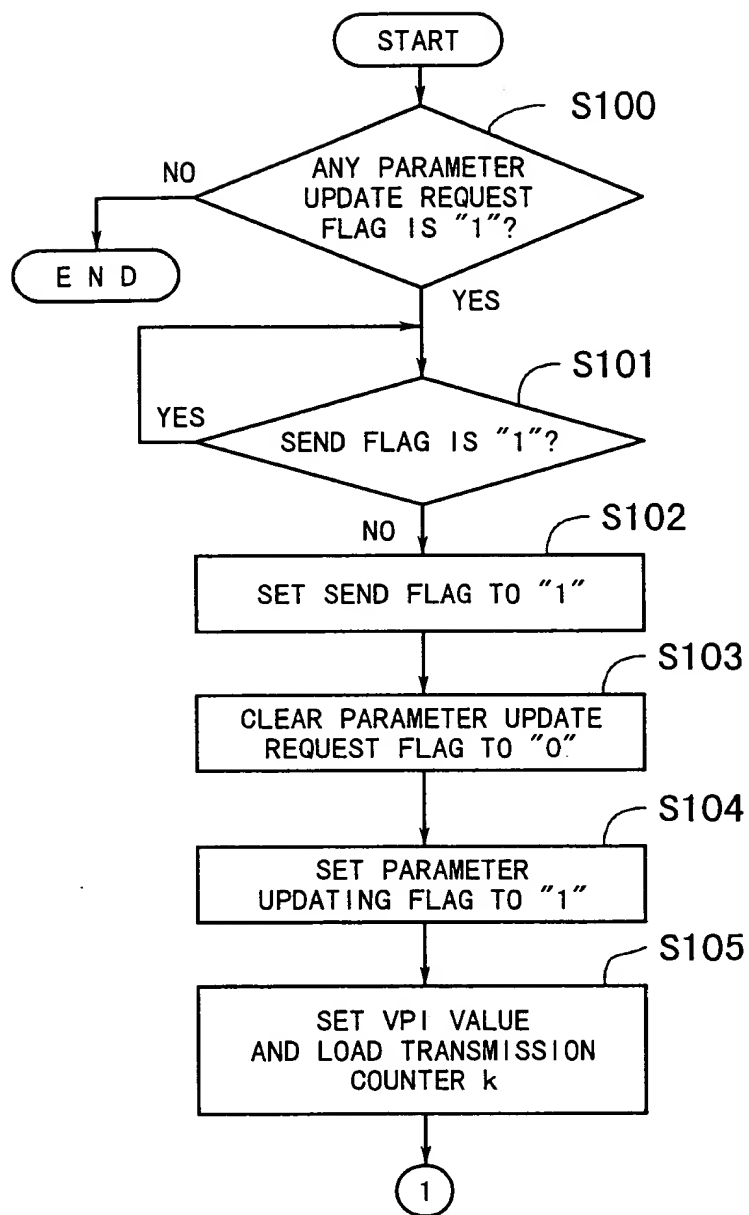 START
S100
NO
ANY PARAMETER
UPDATE REQUEST
FLAG IS "1"?
END
YES
S101
YES
SEND FLAG IS "1"?
NO
S102
SET SEND FLAG TO "1"
S103
CLEAR PARAMETER UPDATE
REQUEST FLAG TO "0"
S104
SET PARAMETER
UPDATING FLAG TO "1"
S105
SET VPI VALUE
AND LOAD TRANSMISSION
COUNTER k
1